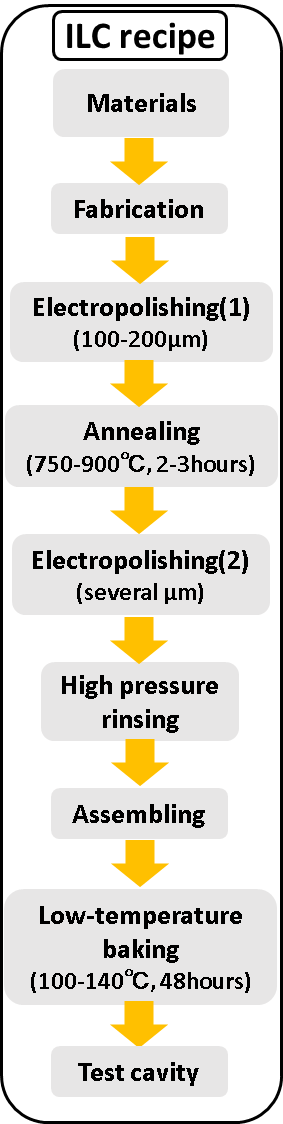 ILC recipe
Materials
Fabrication
Electropolishing(1)
(100-200μm)
Annealing
(750-900℃, 2-3hours)
Electropolishing(2)
(several μm)
High pressure
rinsing
Assembling
Low-temperature
baking
(100-140℃, 48hours)
Test cavity